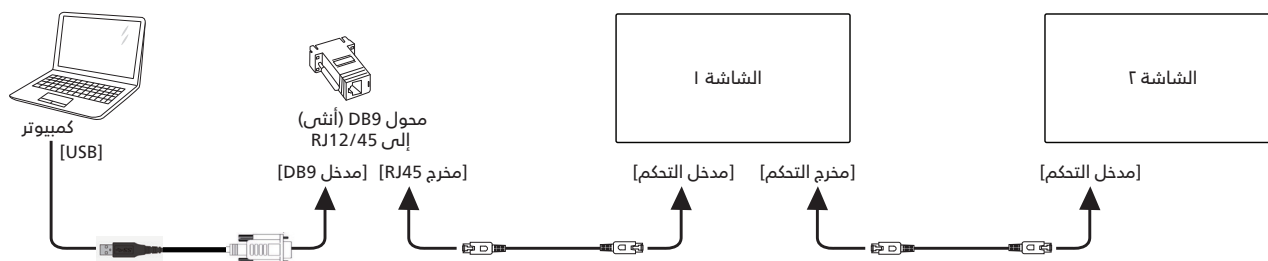 كمبيوتر
[USB]
محول DB9 (أنثى)
إلى RJ12/45
[مدخل DB9]
[مخرج RJ45]
الشاشة ١
[مدخل التحكم]
[مخرج التحكم]
الشاشة ٢
[مدخل التحكم]